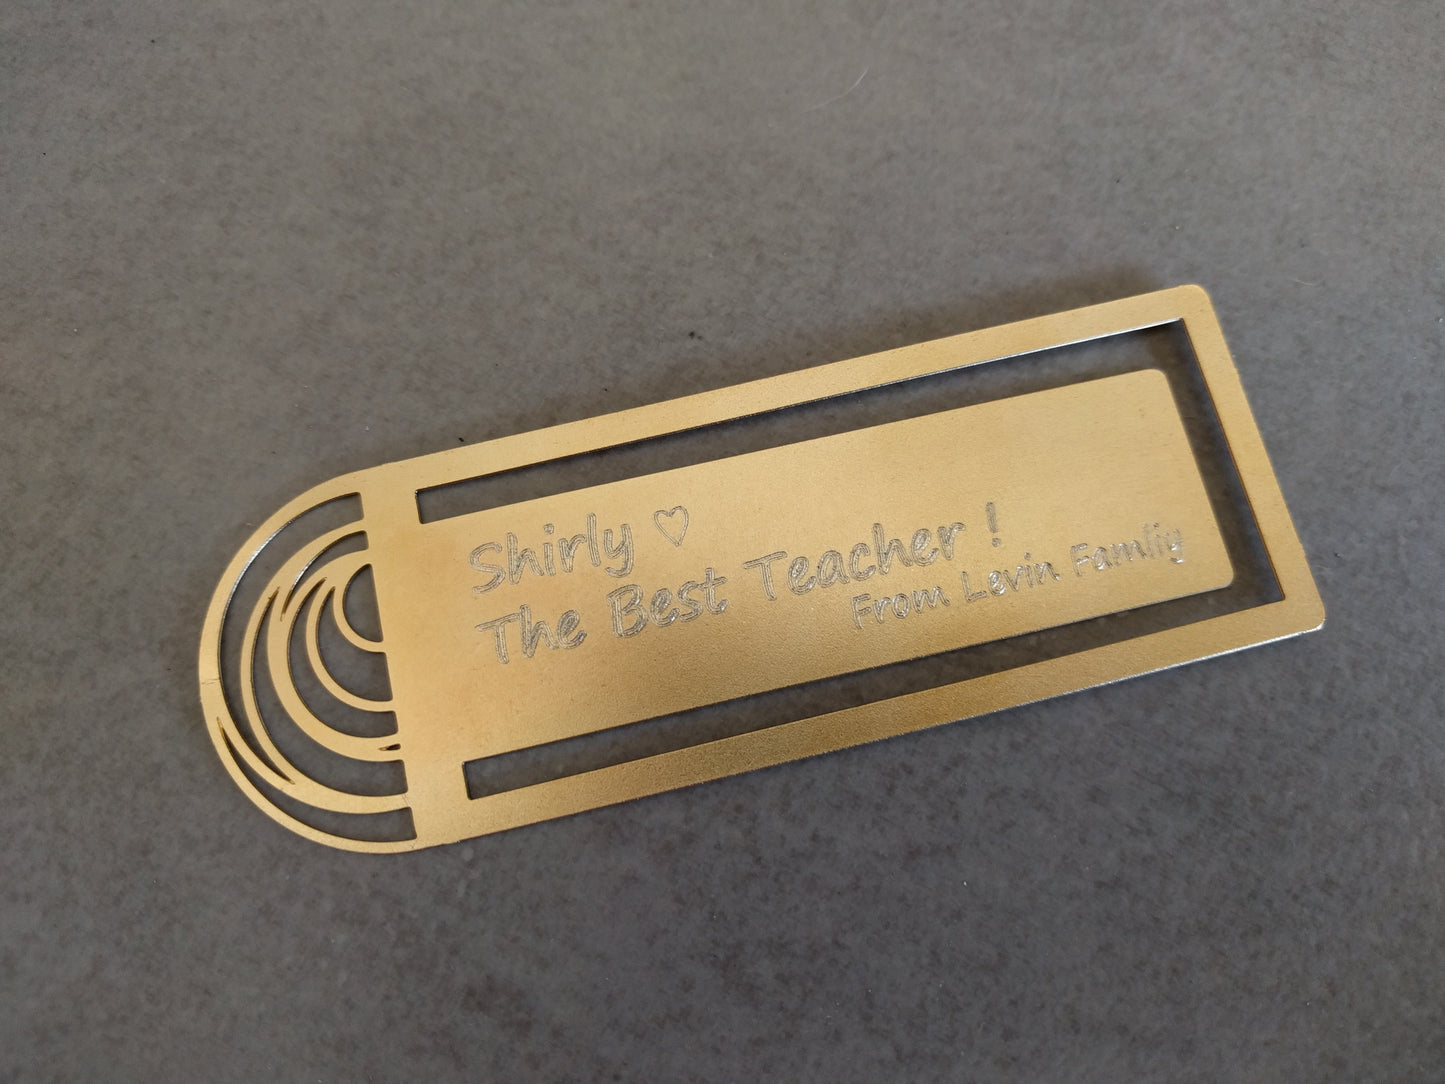 Shirly ♡
The Best Teacher !
From Levin Famliy